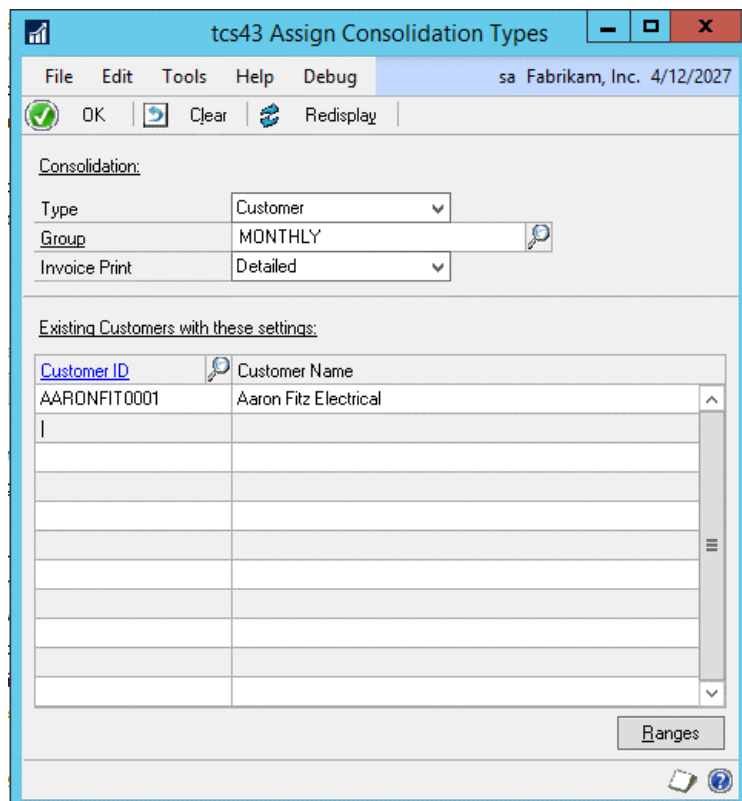 tcs43 Assign Consolidation Types
File Edit Tools Help Debug sa Fabrikam, Inc. 4/12/2027
OK Clear Redisplay
Consolidation:
Type Customer
Group MONTHLY
Invoice Print Detailed
Existing Customers with these settings:
Customer ID Customer Name
AARONFIT0001 Aaron Fitz Electrical
Ranges